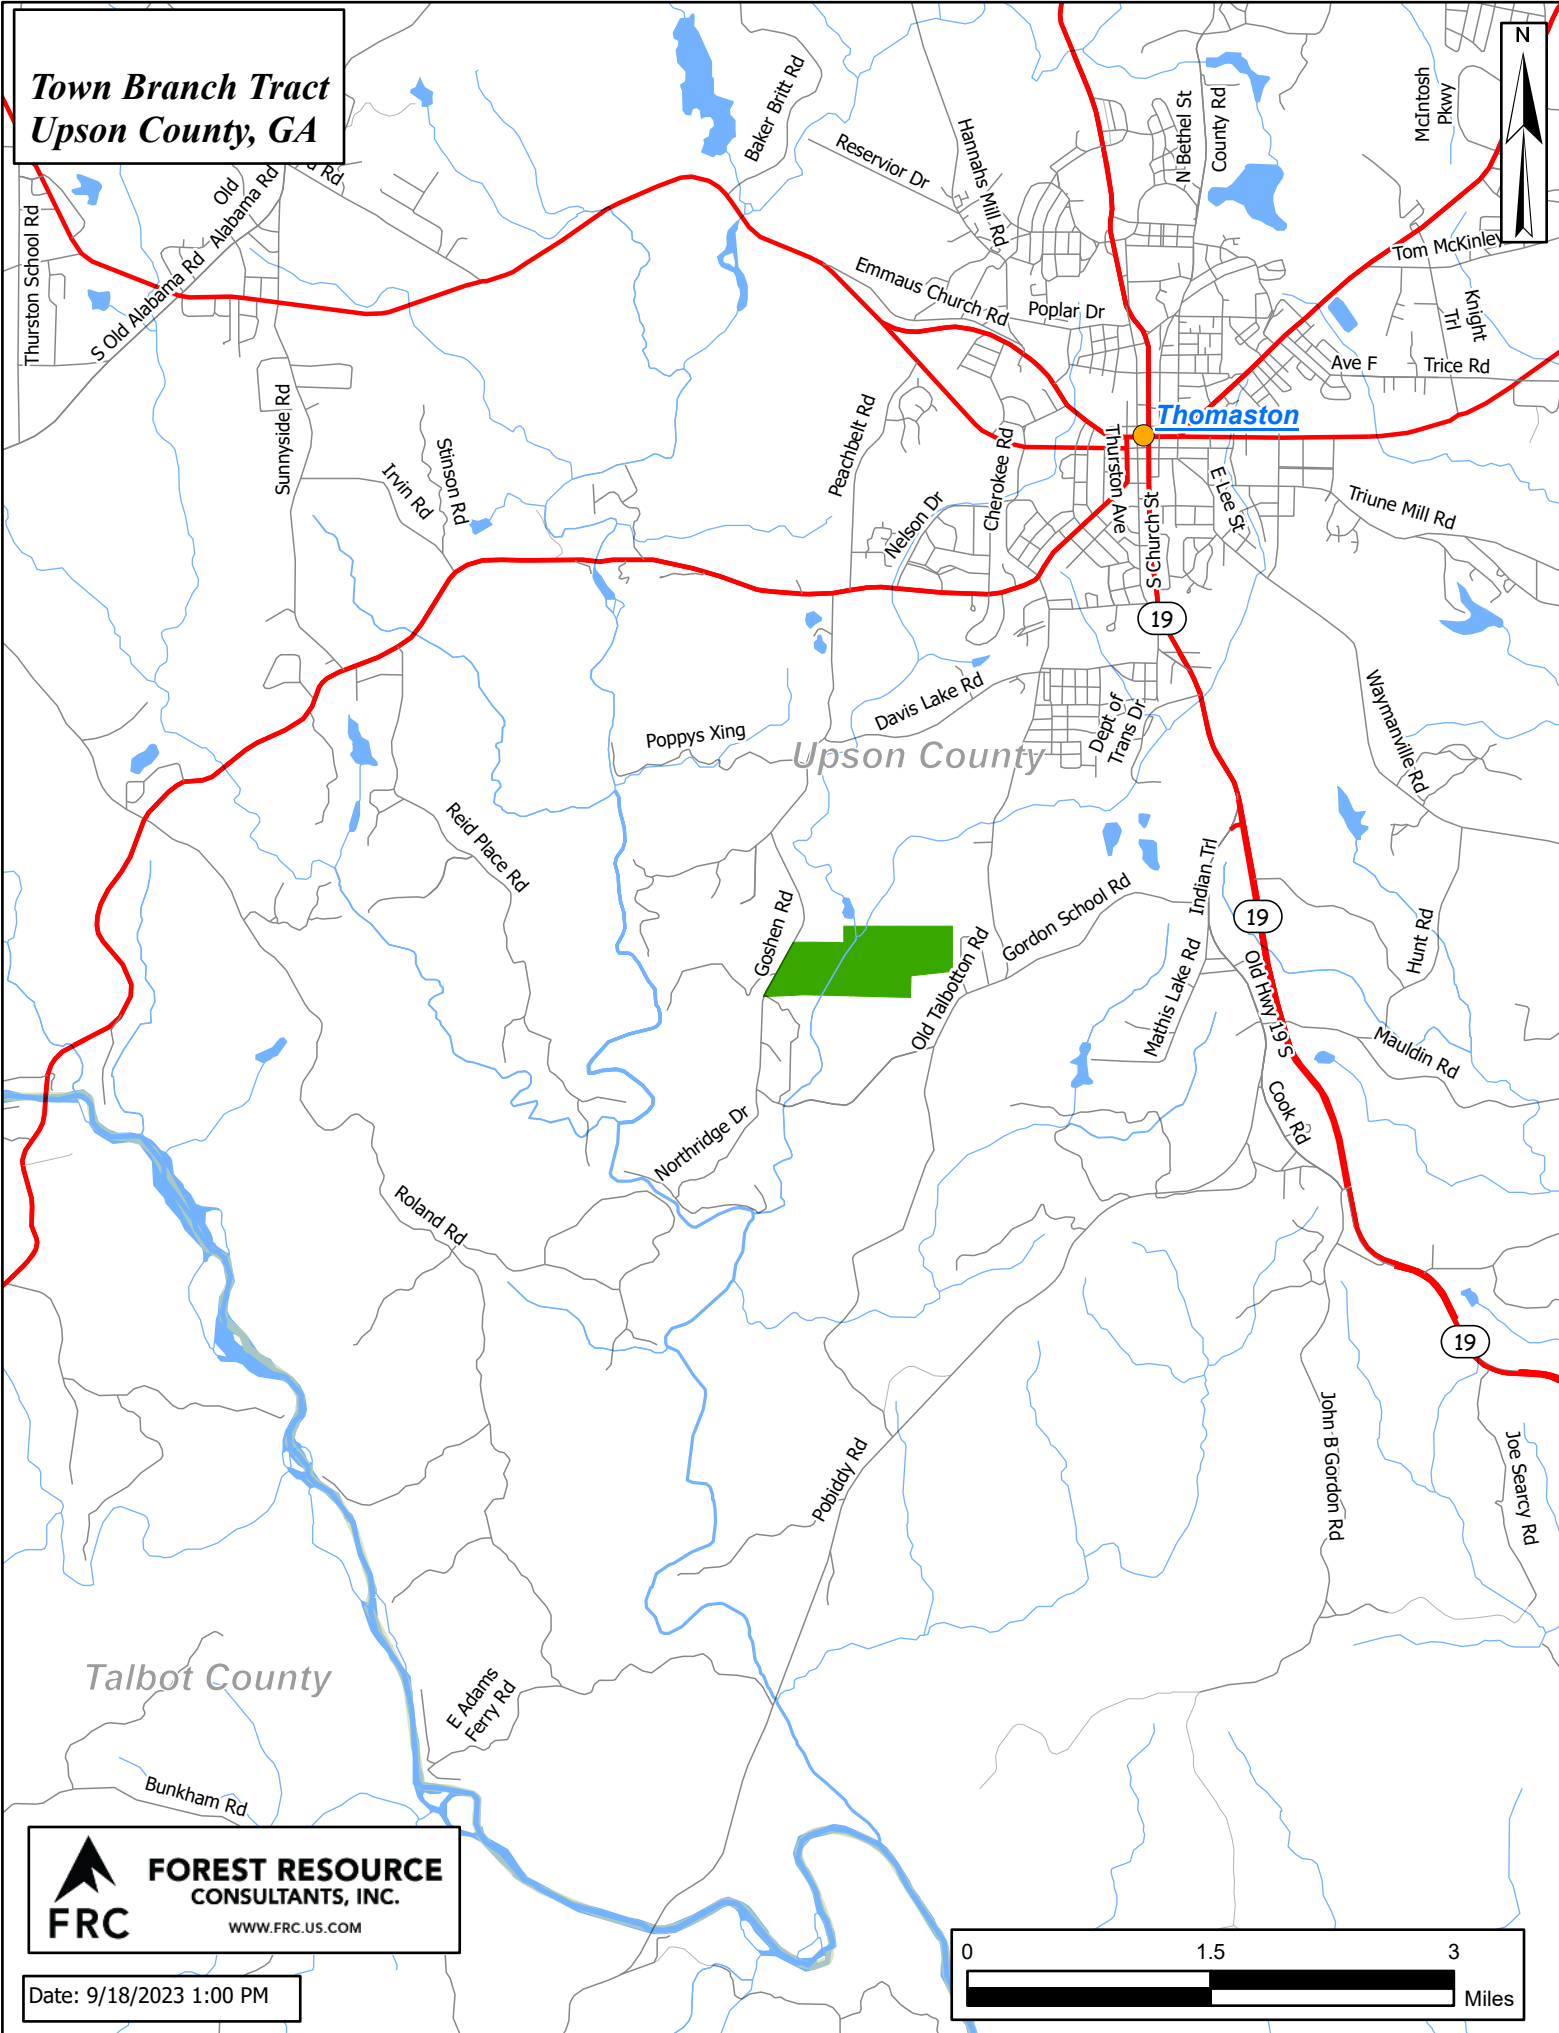 Town Branch Tract
Upson County, GA
N
Baker Britt Rd
Reservior Dr
Hannahs Mill Rd
N Bethel St
County Rd
McIntosh
Pkwy
Old
Alabama Rd
Rd
Thurston School Rd
S Old Alabama Rd
Tom McKinley
Emmaus Church Rd
Poplar Dr
Knight
Trl
Ave F
Trice Rd
Sunnyside Rd
Thomaston
Peachbelt Rd
Stinson Rd
Irvin Rd
Cherokee Rd
Thurston Ave
E Lee St
Triune Mill Rd
Nelson Dr
S Church St
19
Davis Lake Rd
Waymanville Rd
Dept of
Trans Dr
Poppys Xing
Upson County
Reid Place Rd
Indian Trl
Gordon School Rd
Goshen Rd
19
Hunt Rd
Old Talbotton Rd
Mathis Lake Rd
Old Hwy 19 S
Mauldin Rd
Cook Rd
Northridge Dr
Roland Rd
19
John B Gordon Rd
Joe Searcy Rd
Pobiddy Rd
Talbot County
E Adams
Ferry Rd
Bunkham Rd
FRC
FOREST RESOURCE
CONSULTANTS, INC.
WWW.FRC.US.COM
Date: 9/18/2023 1:00 PM
0 1.5 3
Miles